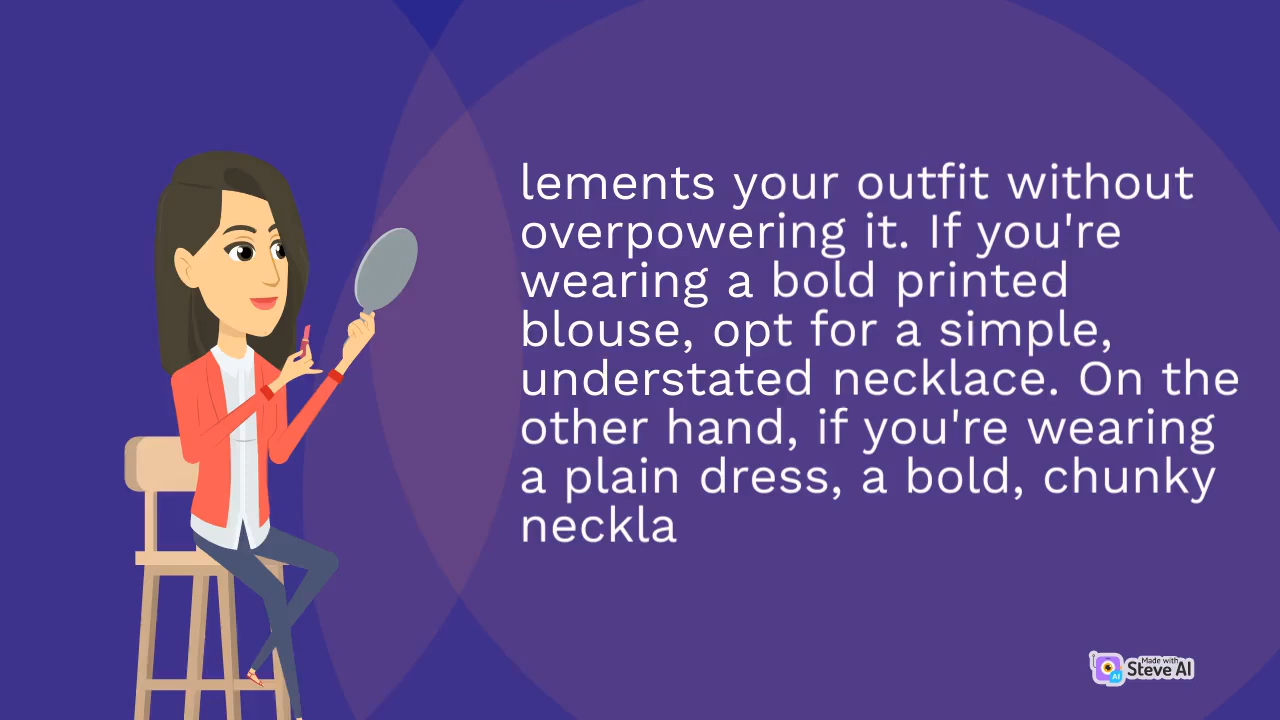 lements your outfit without
overpowering it. If you're
wearing a bold printed
blouse, opt for a simple,
understated necklace. On the
other hand, if you're wearing
a plain dress, a bold, chunky
neckla
Made with
Steve AI
AI